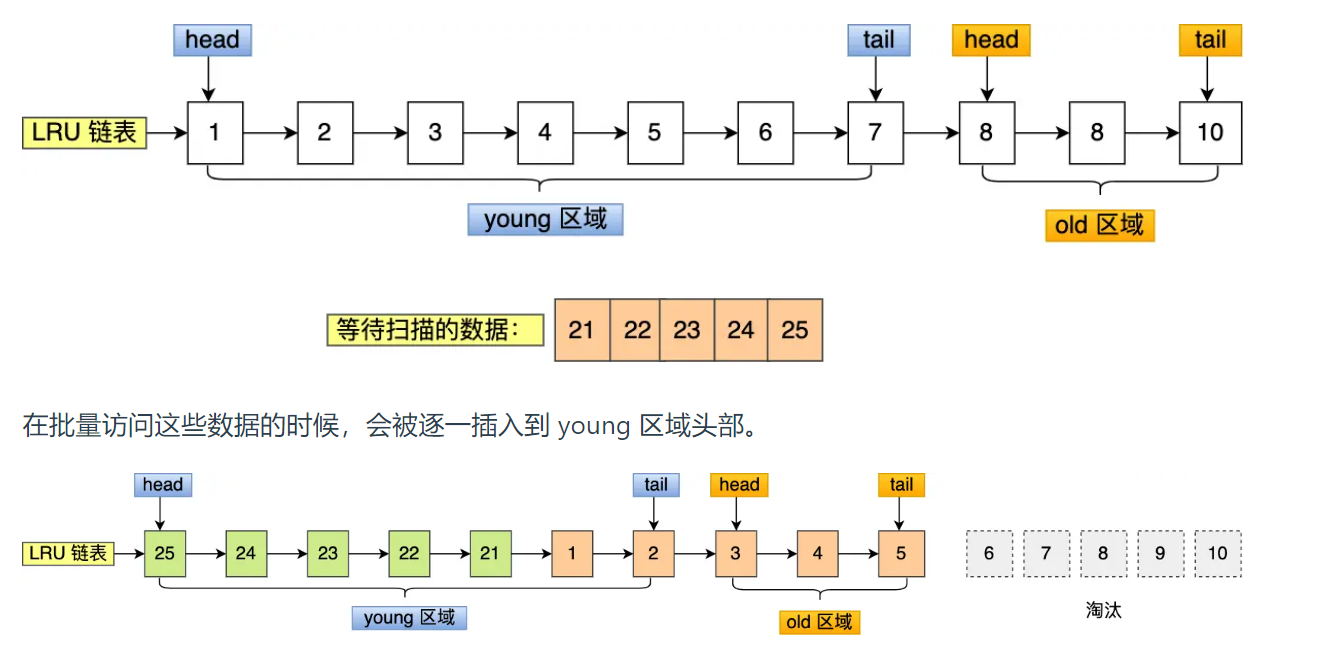 head tail head tail
LRU 链表 1 2 3 4 5 6 7 8 8 10
young 区域 old 区域
等待扫描的数据： 21 22 23 24 25
在批量访问这些数据的时候，会被逐一插入到 young 区域头部。
head tail head tail
LRU 链表 25 24 23 22 21 1 2 3 4 5 6 7 8 9 10
young 区域 old 区域 淘汰